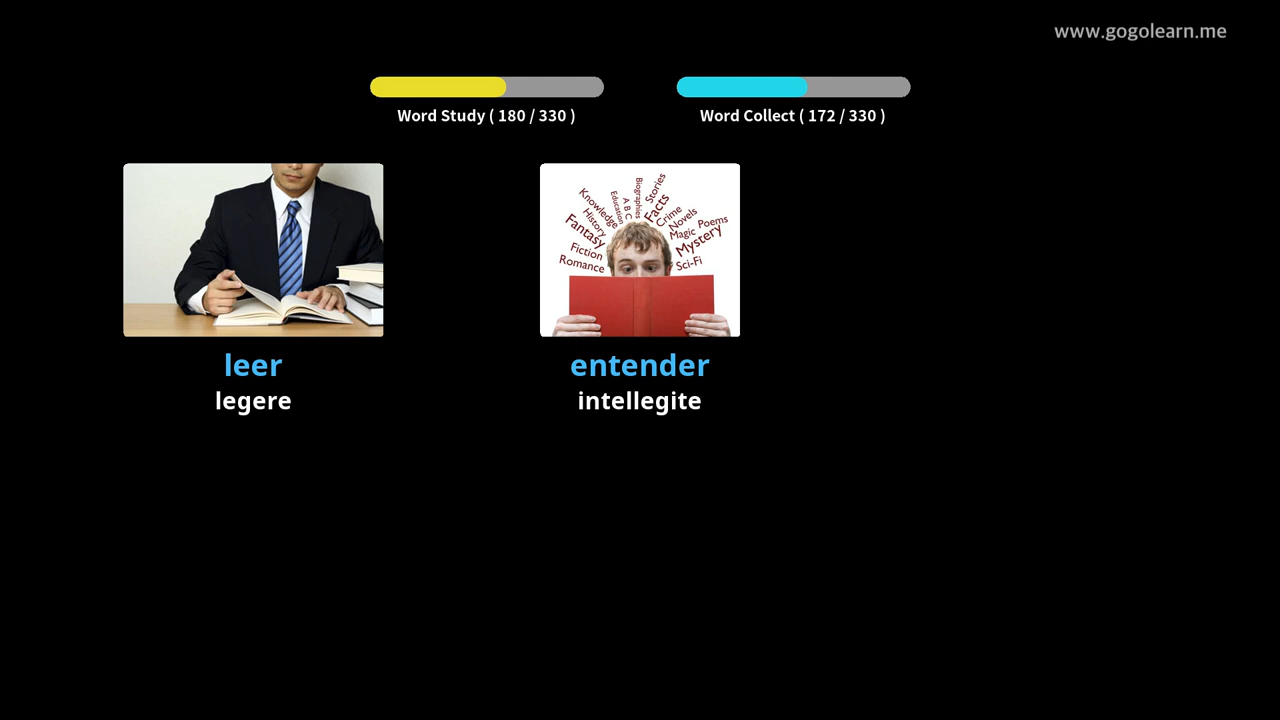 www.gogolearn.me
Word Study ( 180 / 330 )
Word Collect ( 172 / 330 )
Knowledge
History
Fantasy
Fiction
Romance
Education
A B C
Biographies
Stories
Facts
Crime
Novels
Magic
Poems
Mystery
Sci-Fi
leer
legere
entender
intellegite